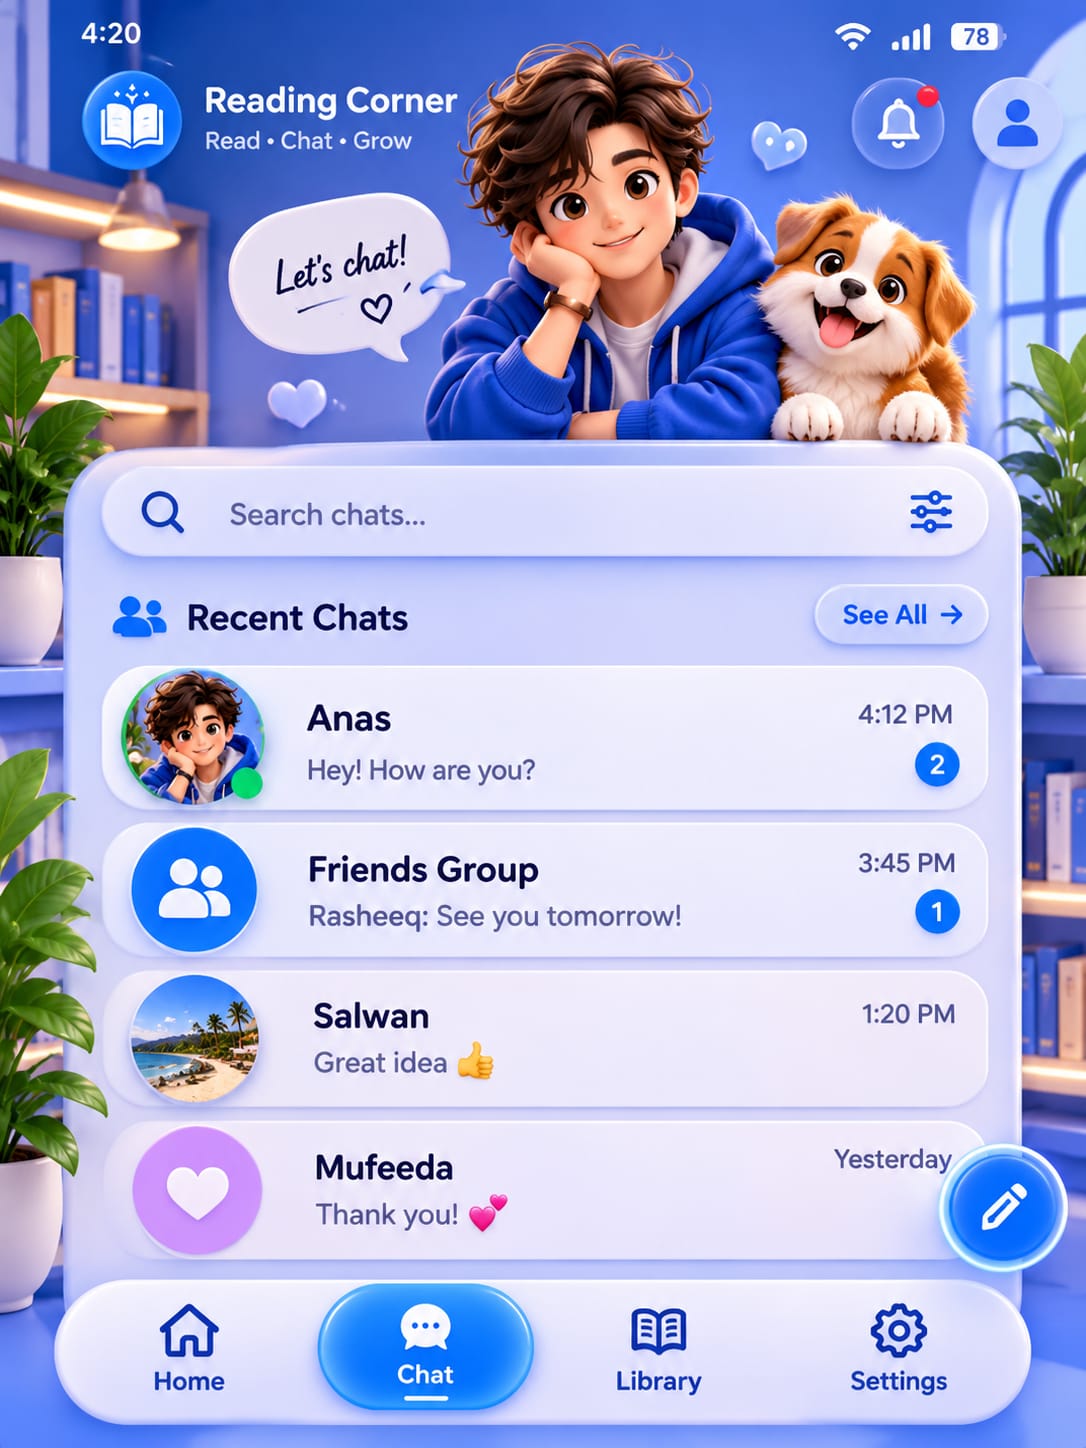 4:20
78
Reading Corner
Read • Chat • Grow
Let's chat!
Search chats...
Recent Chats
See All →
Anas
4:12 PM
Hey! How are you?
2
Friends Group
3:45 PM
Rasheeq: See you tomorrow!
1
Salwan
1:20 PM
Great idea 👍
Mufeeda
Yesterday
Thank you! 💕
Home
Chat
Library
Settings